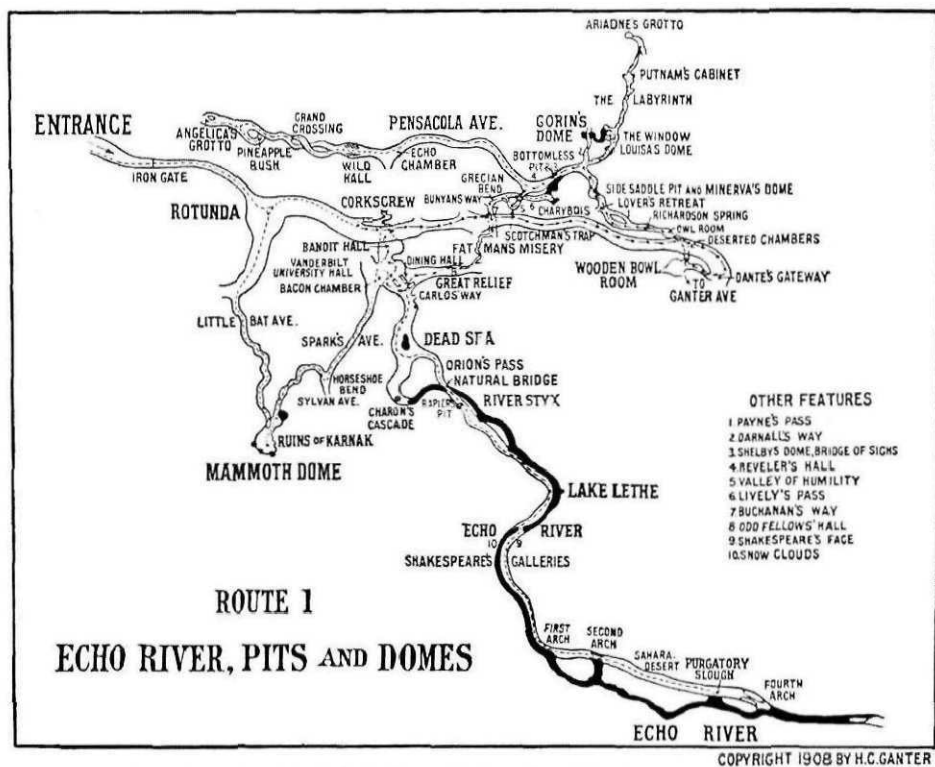 ARIADNE'S GROTTO
PUTNAM'S CABINET
THE LABYRINTH
GORIN'S
DOME
THE WINDOW
LOUISA'S DOME
ENTRANCE
ANGELICA'S
GROTTO
PINEAPPLE
BUSH
GRAND
CROSSING
WILD
HALL
PENSACOLA AVE.
ECHO
CHAMBER
BOTTOMLESS
PIT
3
4
GRECIAN
BEND
BUNYANS WAY
5
6
CHARYBDIS
IRON GATE
ROTUNDA
CORKSCREW
SIDE SADDLE PIT AND MINERVA'S DOME
LOVER'S RETREAT
RICHARDSON SPRING
OWL ROOM
DESERTED CHAMBERS
SCOTCHMAN'S TRAP
FAT MANS MISERY
BANDIT HALL
DINING HALL
VANDERBILT
UNIVERSITY HALL
BACON CHAMBER
GREAT RELIEF
CARLOS WAY
WOODEN BOWL
ROOM
TO
GANTER AVE
DANTE'S GATEWAY
LITTLE BAT AVE.
SPARK'S AVE.
DEAD SEA
HORSESHOE
BEND
SYLVAN AVE.
ORION'S PASS
NATURAL BRIDGE
RIVER STYX
CHARON'S
CASCADE
RAPIER'S
PIT
RUINS OF KARNAK
MAMMOTH DOME
LAKE LETHE
ECHO RIVER
10 9
SHAKESPEARE'S GALLERIES
OTHER FEATURES
1 PAYNE'S PASS
2 DARNALL'S WAY
3 SHELBYS DOME, BRIDGE OF SIGHS
4 REVELER'S HALL
5 VALLEY OF HUMILITY
6 LIVELY'S PASS
7 BUCHANAN'S WAY
8 ODD FELLOWS' HALL
9 SHAKESPEARE'S FACE
10 SNOW CLOUDS
ROUTE 1
ECHO RIVER, PITS AND DOMES
FIRST
ARCH
SECOND
ARCH
SAHARA
DESERT
PURGATORY
SLOUGH
FOURTH
ARCH
ECHO RIVER
COPYRIGHT 1908 BY H.C.GANTER